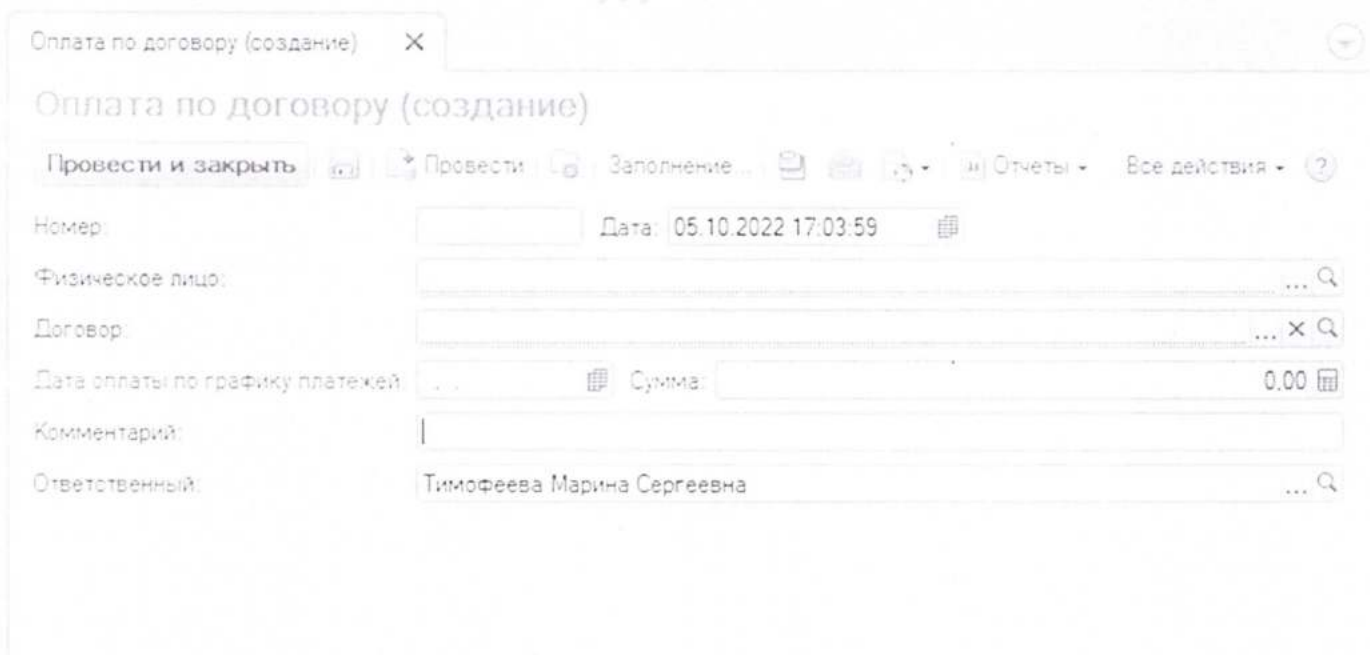 Оплата по договору (создание) ×
Оплата по договору (создание)
Провести и закрыть Провести Заполнение... Отчеты Все действия ?
Номер: Дата: 05.10.2022 17:03:59
Физическое лицо: ...
Договор: ... ×
Дата оплаты по графику платежей: . . Сумма: 0,00
Комментарий:
Ответственный: Тимофеева Марина Сергеевна ...